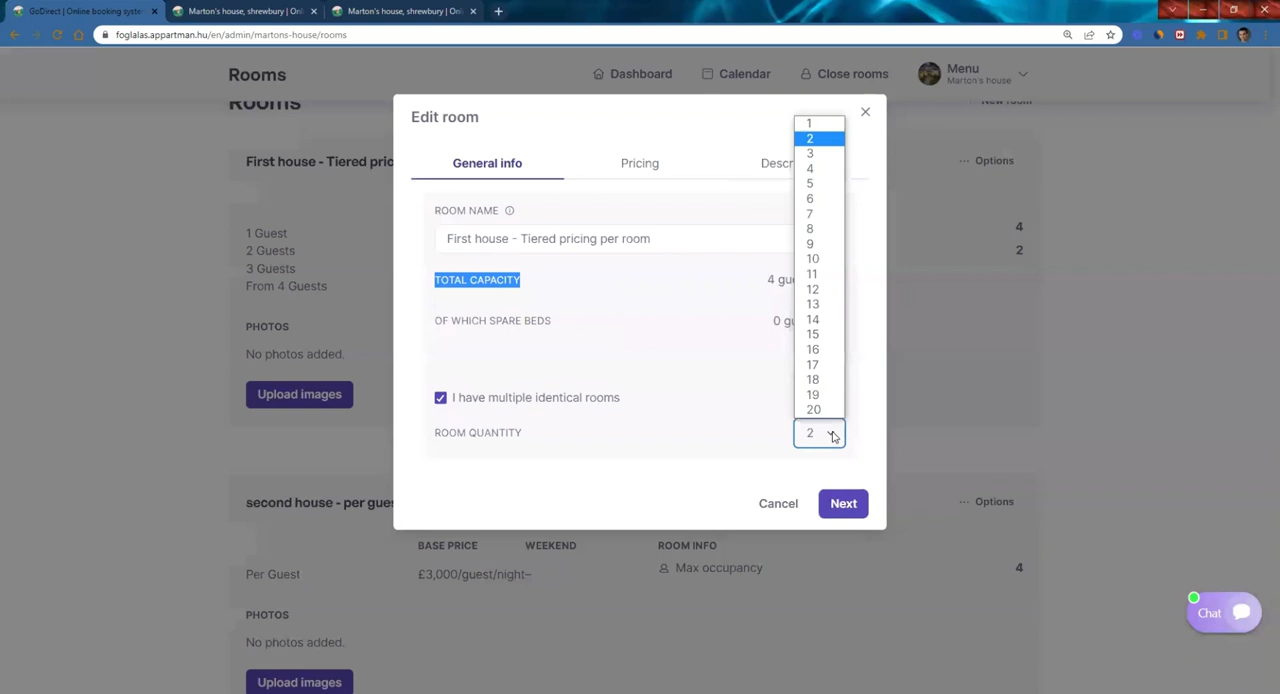 GoDirect | Online booking syste
Marton's house, shrewsbury | Onl
Marton's house, shrewsbury | Onl
foglalas.appartman.hu/en/admin/martons-house/rooms
Rooms
Dashboard
Calendar
Close rooms
Menu
Marton's house
Rooms
New room
First house - Tiered pric
Options
1 Guest
4
2 Guests
2
3 Guests
From 4 Guests
PHOTOS
No photos added.
Upload images
Edit room
General info
Pricing
Descr
ROOM NAME
First house - Tiered pricing per room
TOTAL CAPACITY
4 gue
OF WHICH SPARE BEDS
0 gu
I have multiple identical rooms
ROOM QUANTITY
2
1
2
3
4
5
6
7
8
9
10
11
12
13
14
15
16
17
18
19
20
Cancel
Next
second house - per gues
Options
BASE PRICE
WEEKEND
ROOM INFO
Per Guest
£3,000/guest/night–
Max occupancy
4
PHOTOS
No photos added.
Upload images
Chat